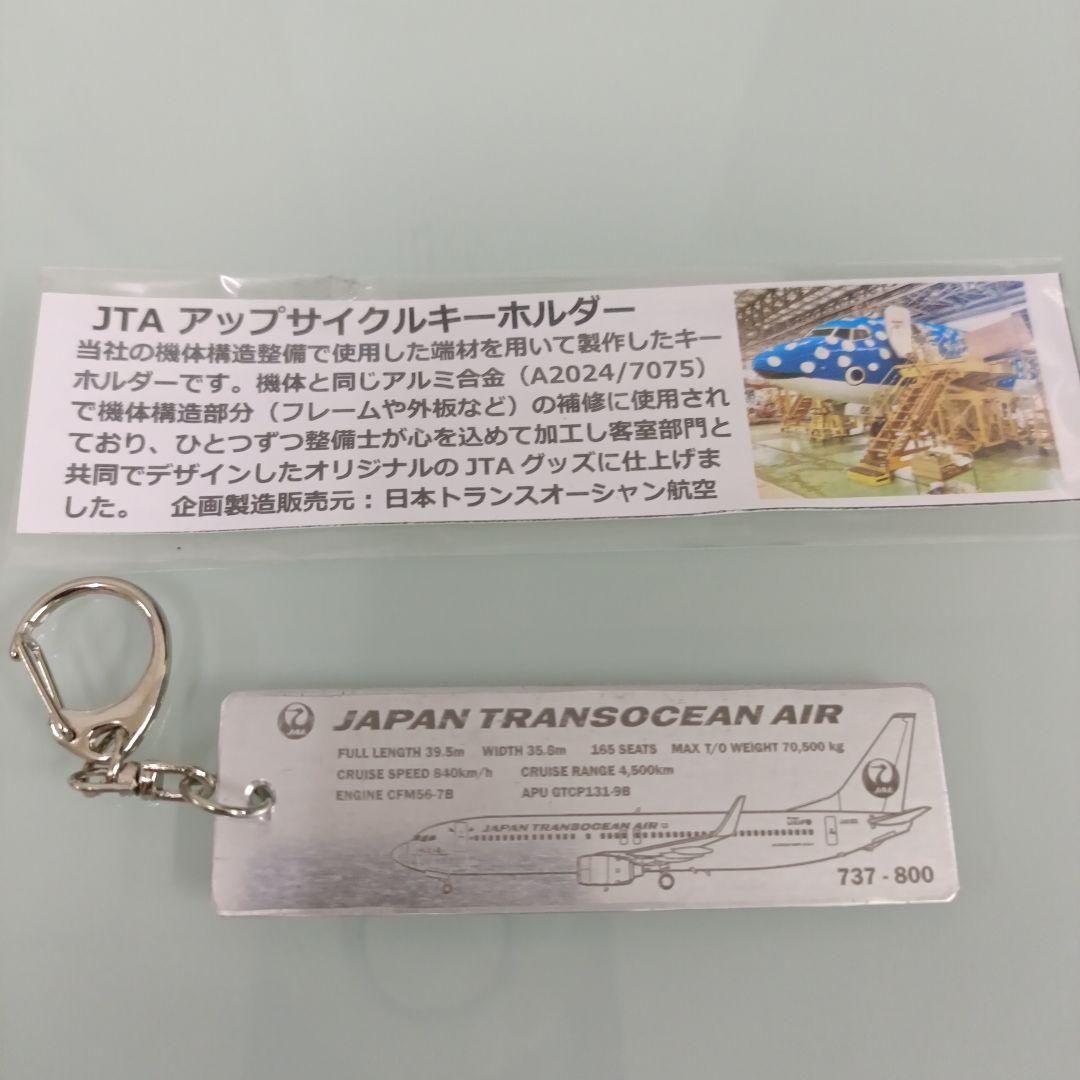 JTA アップサイクルキーホルダー
当社の機体構造整備で使用した端材を用いて製作したキー
ホルダーです。機体と同じアルミ合金（A2024/7075）
で機体構造部分（フレームや外板など）の補修に使用され
ており、ひとつずつ整備士が心を込めて加工し客室部門と
共同でデザインしたオリジナルのJTAグッズに仕上げま
した。　企画製造販売元：日本トランスオーシャン航空
JAL JAPAN TRANSOCEAN AIR
FULL LENGTH 39.5m WIDTH 35.8m 165 SEATS MAX T/O WEIGHT 70,500 kg
CRUISE SPEED 840km/h CRUISE RANGE 4,500km
ENGINE CFM56-7B APU GTCP131-9B
JAL
JAPAN TRANSOCEAN AIR
737 - 800